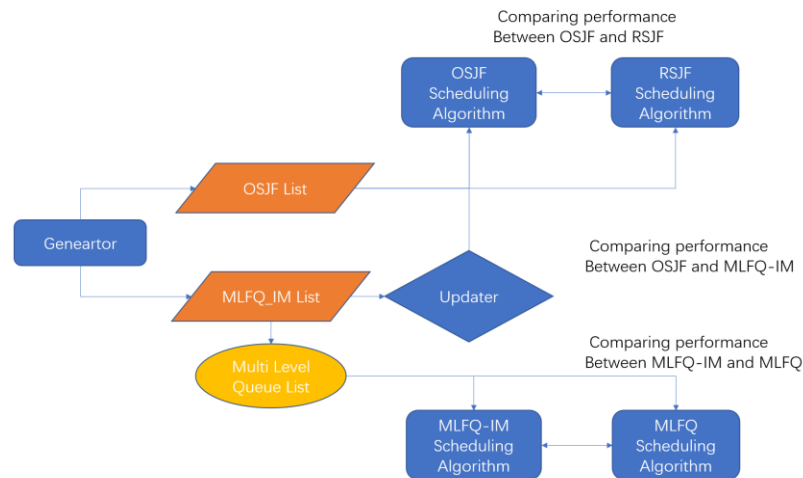 Comparing performance
Between OSJF and RSJF
OSJF
Scheduling
Algorithm
RSJF
Scheduling
Algorithm
OSJF List
Geneartor
MLFQ_IM List
Updater
Comparing performance
Between OSJF and MLFQ-IM
Multi Level
Queue List
Comparing performance
Between MLFQ-IM and MLFQ
MLFQ-IM
Scheduling
Algorithm
MLFQ
Scheduling
Algorithm